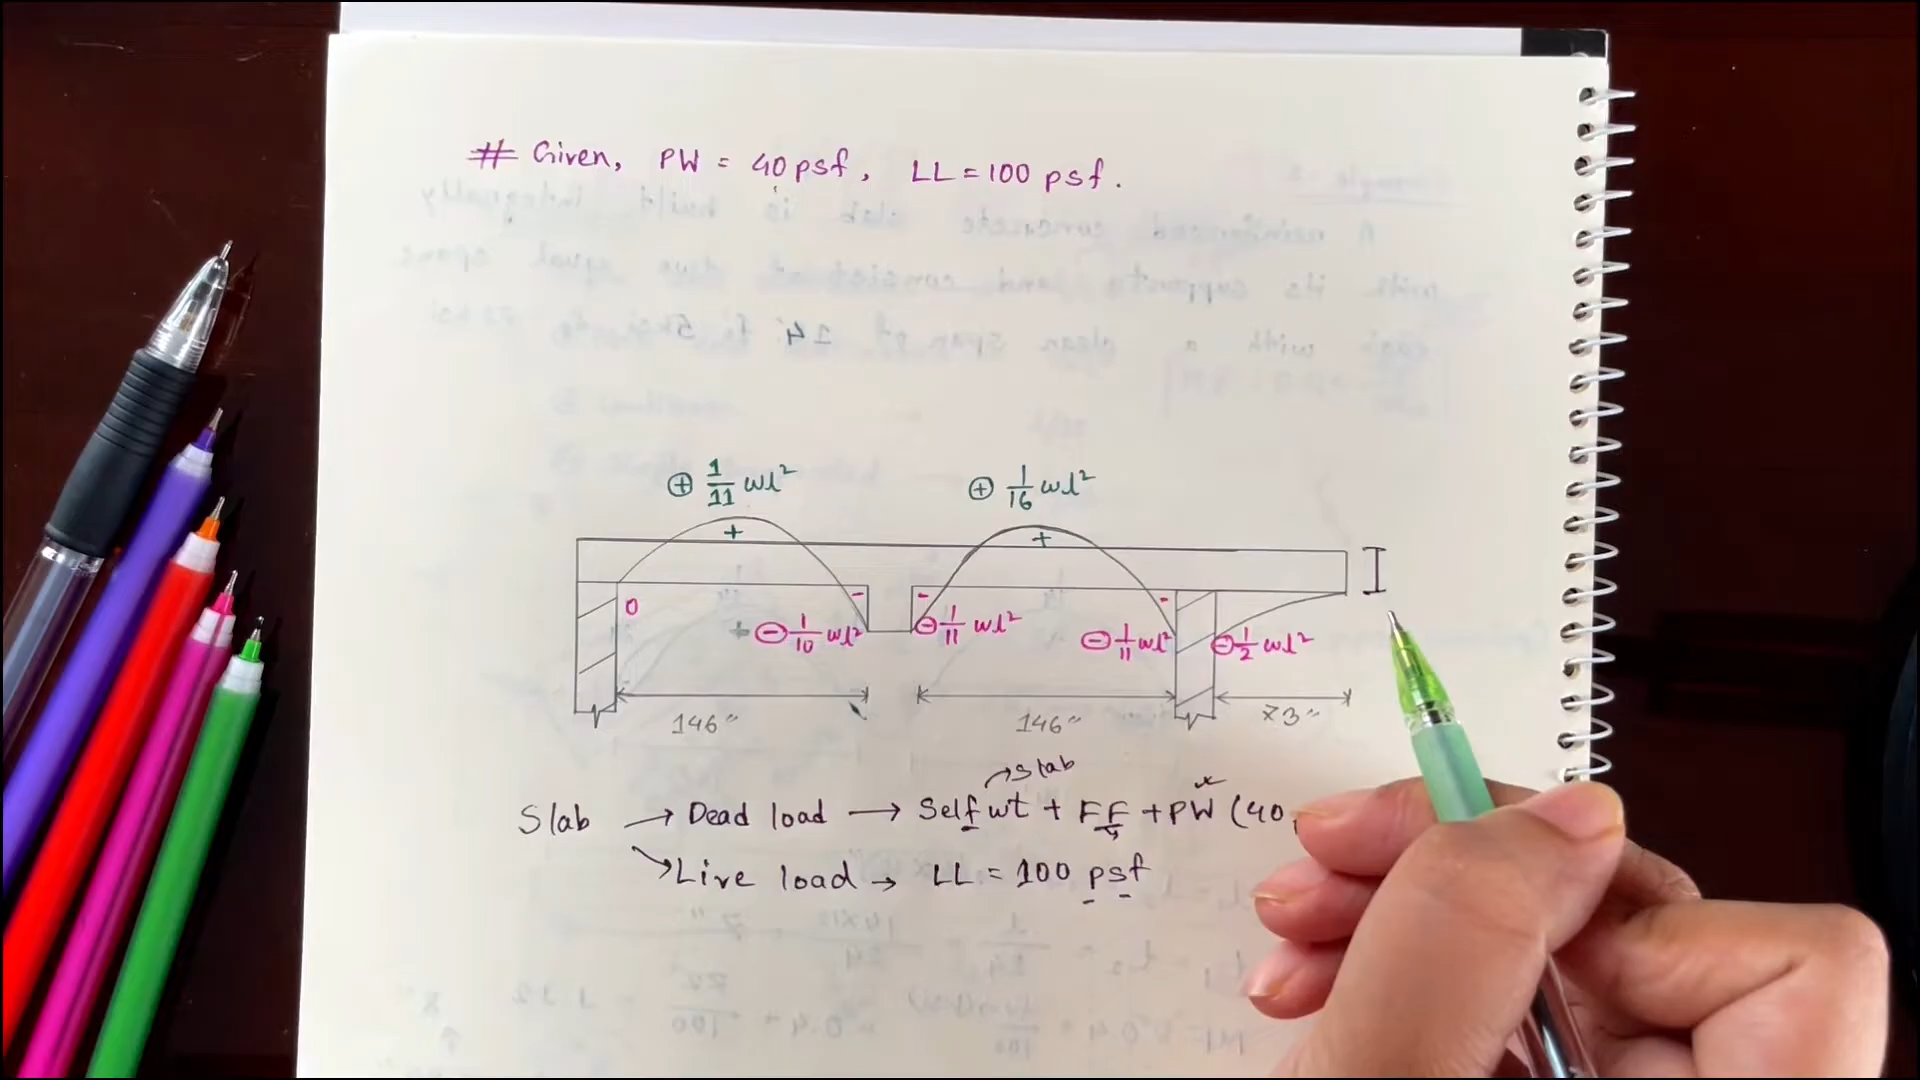 # Given, PW = 40 psf, LL = 100 psf.
⊕ 1/11 wl² ⊕ 1/16 wl²
+ +
0 - - -
⊖ 1/10 wl² ⊖ 1/11 wl² ⊖ 1/11 wl² ⊖ 1/2 wl²
146" 146" 73"
→ slab
Slab → Dead load → Self wt + FF + PW (40
→ Live load → LL = 100 psf